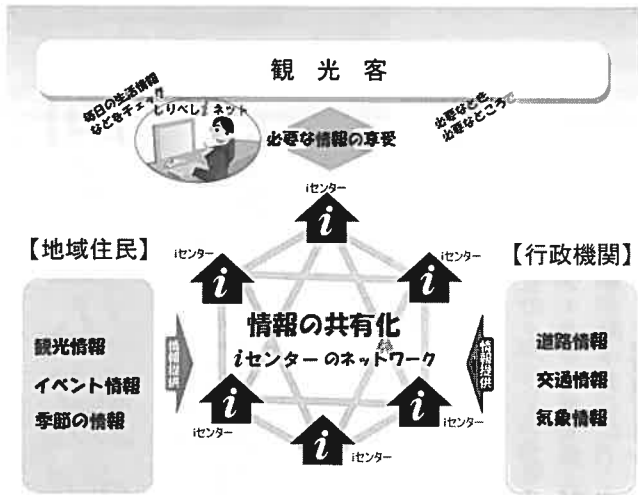 観光客
毎日の生活情報
などをチェック
しりべしiネット
必要なとき、
必要なところで
必要な情報の享受
iセンター
i
【地域住民】
【行政機関】
iセンター
i
iセンター
i
情報の共有化
iセンターのネットワーク
観光情報
イベント情報
季節の情報
情報提供
情報提供
道路情報
交通情報
気象情報
i
iセンター
i
iセンター
i
iセンター